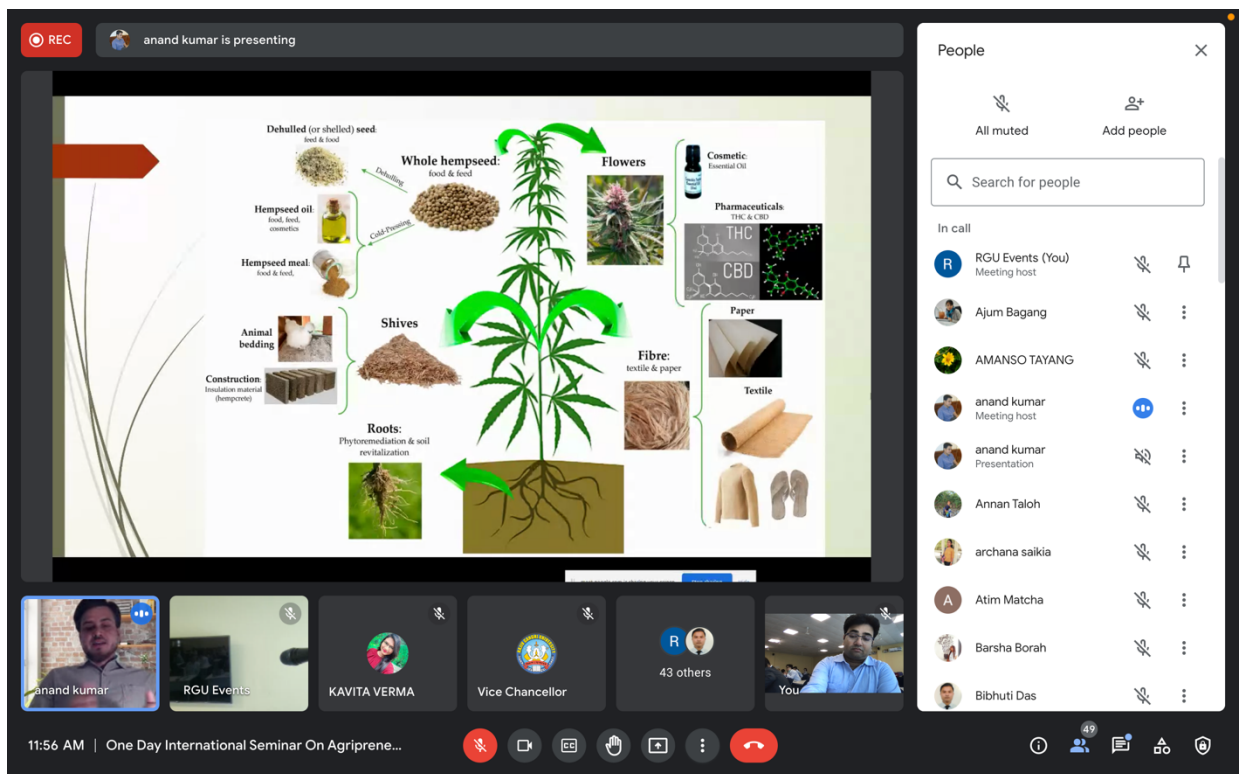 REC
anand kumar is presenting
Dehulled (or shelled) seed:
feed & food
Dehulling
Whole hempseed:
food & feed
Hempseed oil:
food, feed,
cosmetics
Cold-Pressing
Hempseed meal:
food & feed,
Flowers
Cosmetic:
Essential Oil
Pharmaceuticals:
THC & CBD
THC
CBD
Animal
bedding
Shives
Construction:
Insulation material
(hempcrete)
Paper
Fibre:
textile & paper
Textile
Roots:
Phytoremediation & soil
revitalization
anand kumar
RGU Events
KAVITA VERMA
Vice Chancellor
R
43 others
You
11:56 AM | One Day International Seminar On Agriprene...
CC
49
People
All muted
Add people
Search for people
In call
R
RGU Events (You)
Meeting host
Ajum Bagang
AMANSO TAYANG
anand kumar
Meeting host
anand kumar
Presentation
Annan Taloh
archana saikia
A
Atim Matcha
Barsha Borah
Bibhuti Das